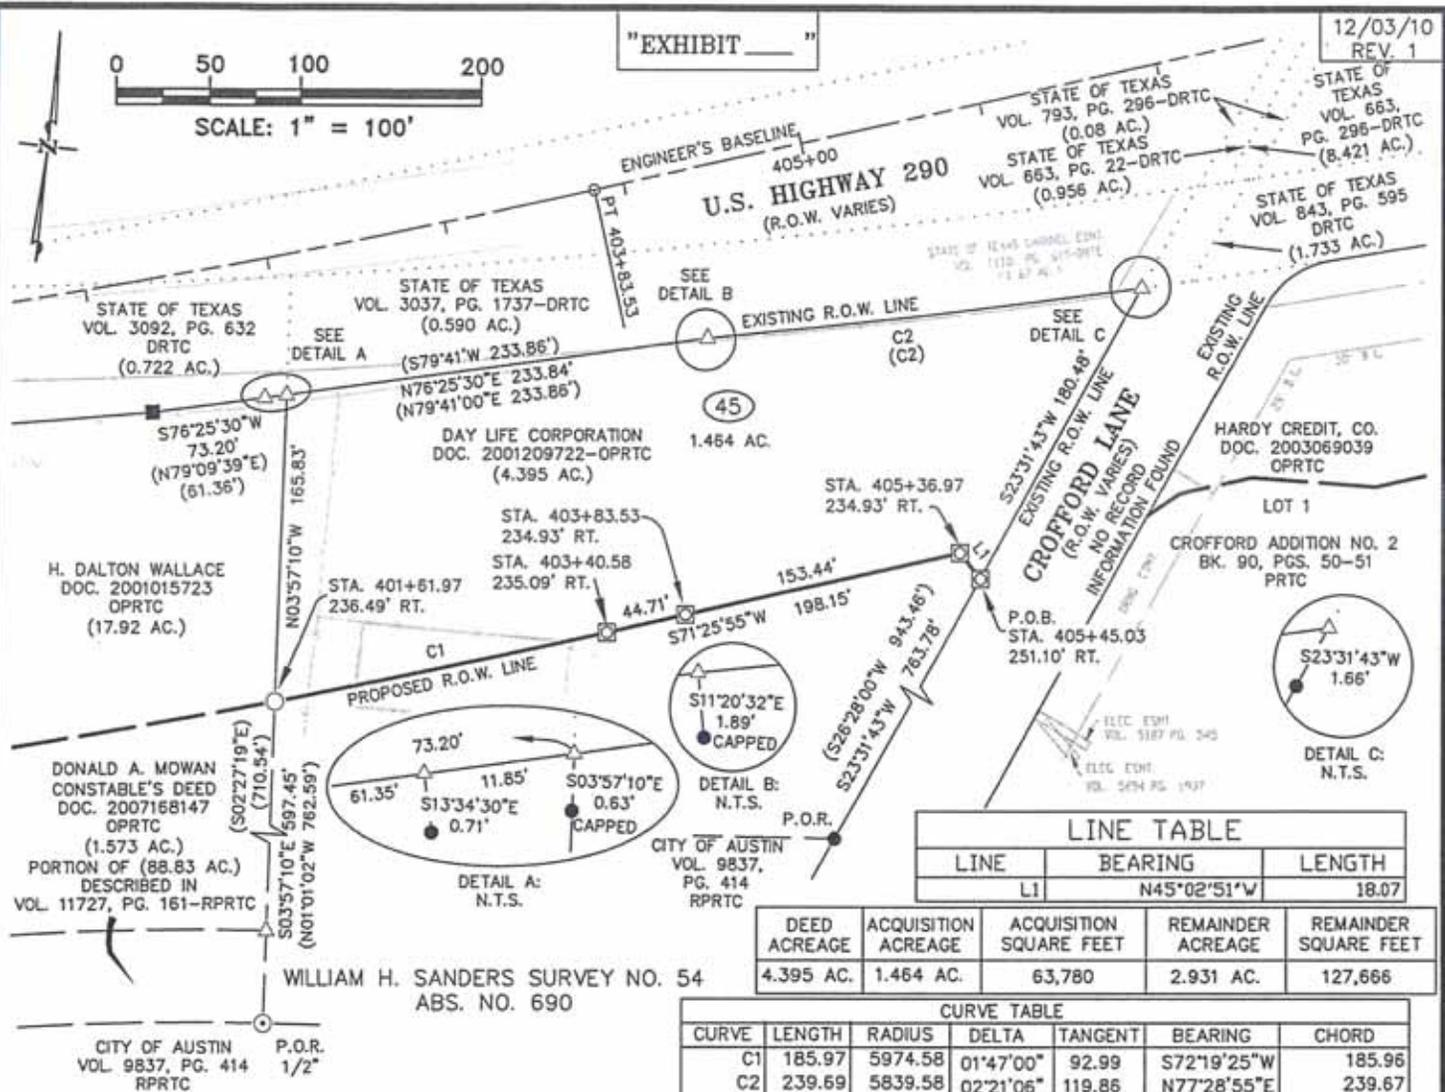 "EXHIBIT ____ "
12/03/10
REV. 1
0 50 100 200
SCALE: 1" = 100'
N
ENGINEER'S BASELINE
405+00
U.S. HIGHWAY 290
(R.O.W. VARIES)
STATE OF TEXAS
VOL. 793, PG. 296-DRTC
(0.08 AC.)
STATE OF TEXAS
VOL. 663, PG. 22-DRTC
(0.956 AC.)
STATE OF
TEXAS
VOL. 663,
PG. 296-DRTC
(8.421 AC.)
STATE OF TEXAS
VOL. 843, PG. 595
DRTC
(1.733 AC.)
PT 403+83.53
STATE OF TEXAS
VOL. 3092, PG. 632
DRTC
(0.722 AC.)
SEE
DETAIL A
STATE OF TEXAS
VOL. 3037, PG. 1737-DRTC
(0.590 AC.)
SEE
DETAIL B
EXISTING R.O.W. LINE
C2
(C2)
SEE
DETAIL C
EXISTING
R.O.W. LINE
(S79°41'W 233.86')
N76°25'30"E 233.84'
(N79°41'00"E 233.86')
S76°25'30"W
73.20'
(N79°09'39"E)
(61.36')
45
1.464 AC.
DAY LIFE CORPORATION
DOC. 2001209722-OPRTC
(4.395 AC.)
N03°57'10"W 165.83'
S23°31'43"W 180.48'
EXISTING R.O.W. LINE
CROFFORD LANE
(R.O.W. VARIES)
NO RECORD
INFORMATION FOUND
HARDY CREDIT, CO.
DOC. 2003069039
OPRTC
LOT 1
CROFFORD ADDITION NO. 2
BK. 90, PGS. 50-51
PRTC
STA. 405+36.97
234.93' RT.
STA. 403+83.53
234.93' RT.
STA. 403+40.58
235.09' RT.
H. DALTON WALLACE
DOC. 2001015723
OPRTC
(17.92 AC.)
STA. 401+61.97
236.49' RT.
L1
153.44'
44.71'
S71°25'55"W 198.15'
C1
PROPOSED R.O.W. LINE
P.O.B.
STA. 405+45.03
251.10' RT.
(S26°28'00"W 943.46')
S23°31'43"W 763.78'
S23°31'43"W
1.66'
DETAIL C:
N.T.S.
S11°20'32"E
1.89'
CAPPED
DETAIL B:
N.T.S.
73.20'
11.85'
61.35'
S13°34'30"E
0.71'
S03°57'10"E
0.63'
CAPPED
DETAIL A:
N.T.S.
ELEC. ESMT.
VOL. 5187 PG. 545
ELEC. ESMT.
DONALD A. MOWAN
CONSTABLE'S DEED
DOC. 2007168147
OPRTC
(1.573 AC.)
PORTION OF (88.83 AC.)
DESCRIBED IN
VOL. 11727, PG. 161-RPRTC
(S02°27'19"E)
(710.54')
S03°57'10"E 597.45'
(N01°01'02"W 762.59')
P.O.R.
CITY OF AUSTIN
VOL. 9837,
PG. 414
RPRTC
WILLIAM H. SANDERS SURVEY NO. 54
ABS. NO. 690
CITY OF AUSTIN
VOL. 9837, PG. 414
RPRTC
P.O.R.
1/2"
LINE TABLE
LINE BEARING LENGTH
L1 N45°02'51"W 18.07
DEED ACREAGE ACQUISITION ACREAGE ACQUISITION SQUARE FEET REMAINDER ACREAGE REMAINDER SQUARE FEET
4.395 AC. 1.464 AC. 63,780 2.931 AC. 127,666
CURVE TABLE
CURVE LENGTH RADIUS DELTA TANGENT BEARING CHORD
C1 185.97 5974.58 01°47'00" 92.99 S72°19'25"W 185.96
C2 239.69 5839.58 02°21'06" 119.86 N77°28'55"E 239.67